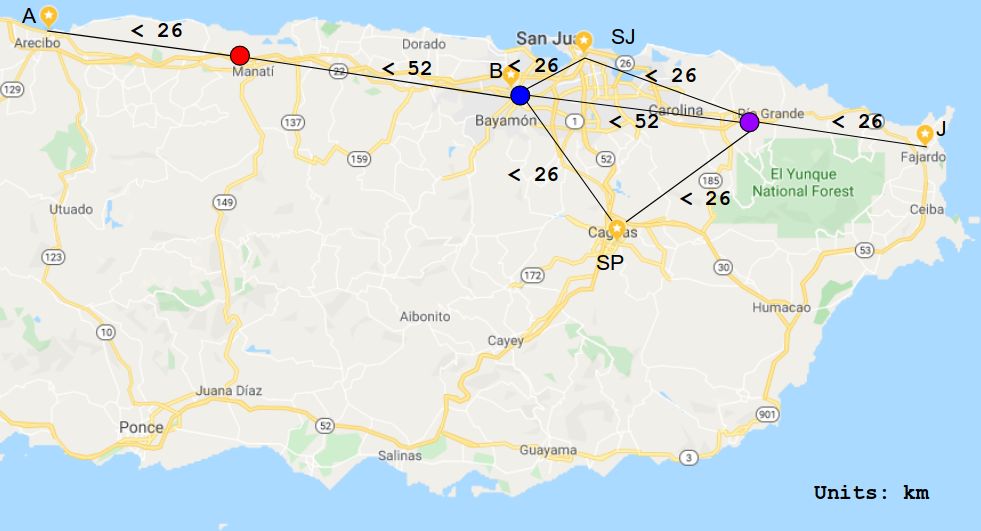 A
< 26
Arecibo
Manatí
Dorado
22
< 52
129
San Jua
SJ
B
< 26
26
< 26
Carolina
Río Grande
< 26
J
Fajardo
Bayamón
1
< 52
137
159
52
< 26
185
El Yunque
National Forest
< 26
Utuado
149
Ceiba
Caguas
SP
123
53
30
172
Humacao
Aibonito
10
Cayey
Juana Díaz
Ponce
52
901
Salinas
Guayama
3
Units: km